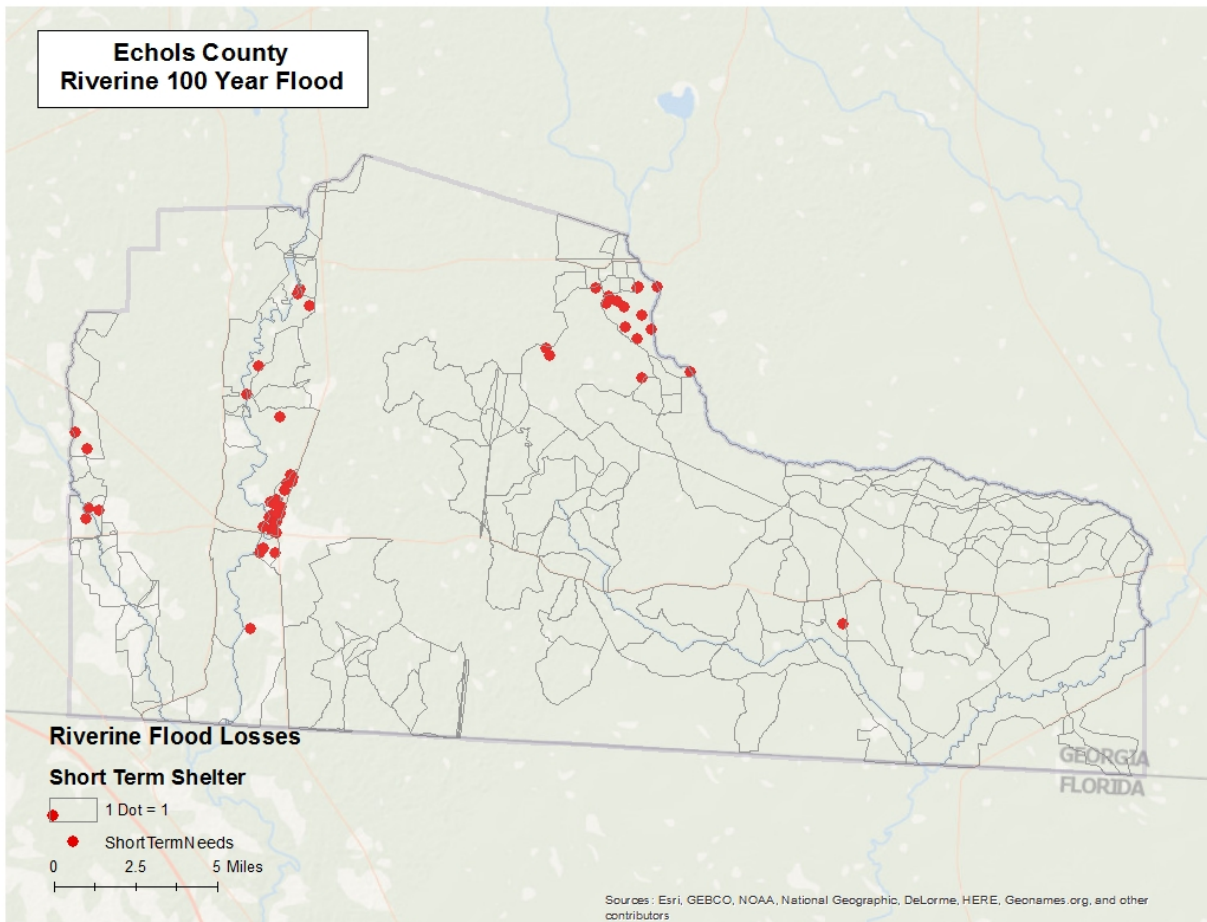 Echols County
Riverine 100 Year Flood
GEORGIA
FLORIDA
Riverine Flood Losses
Short Term Shelter
1 Dot = 1
ShortTermNeeds
0 2.5 5 Miles
Sources: Esri, GEBCO, NOAA, National Geographic, DeLorme, HERE, Geonames.org, and other
contributors